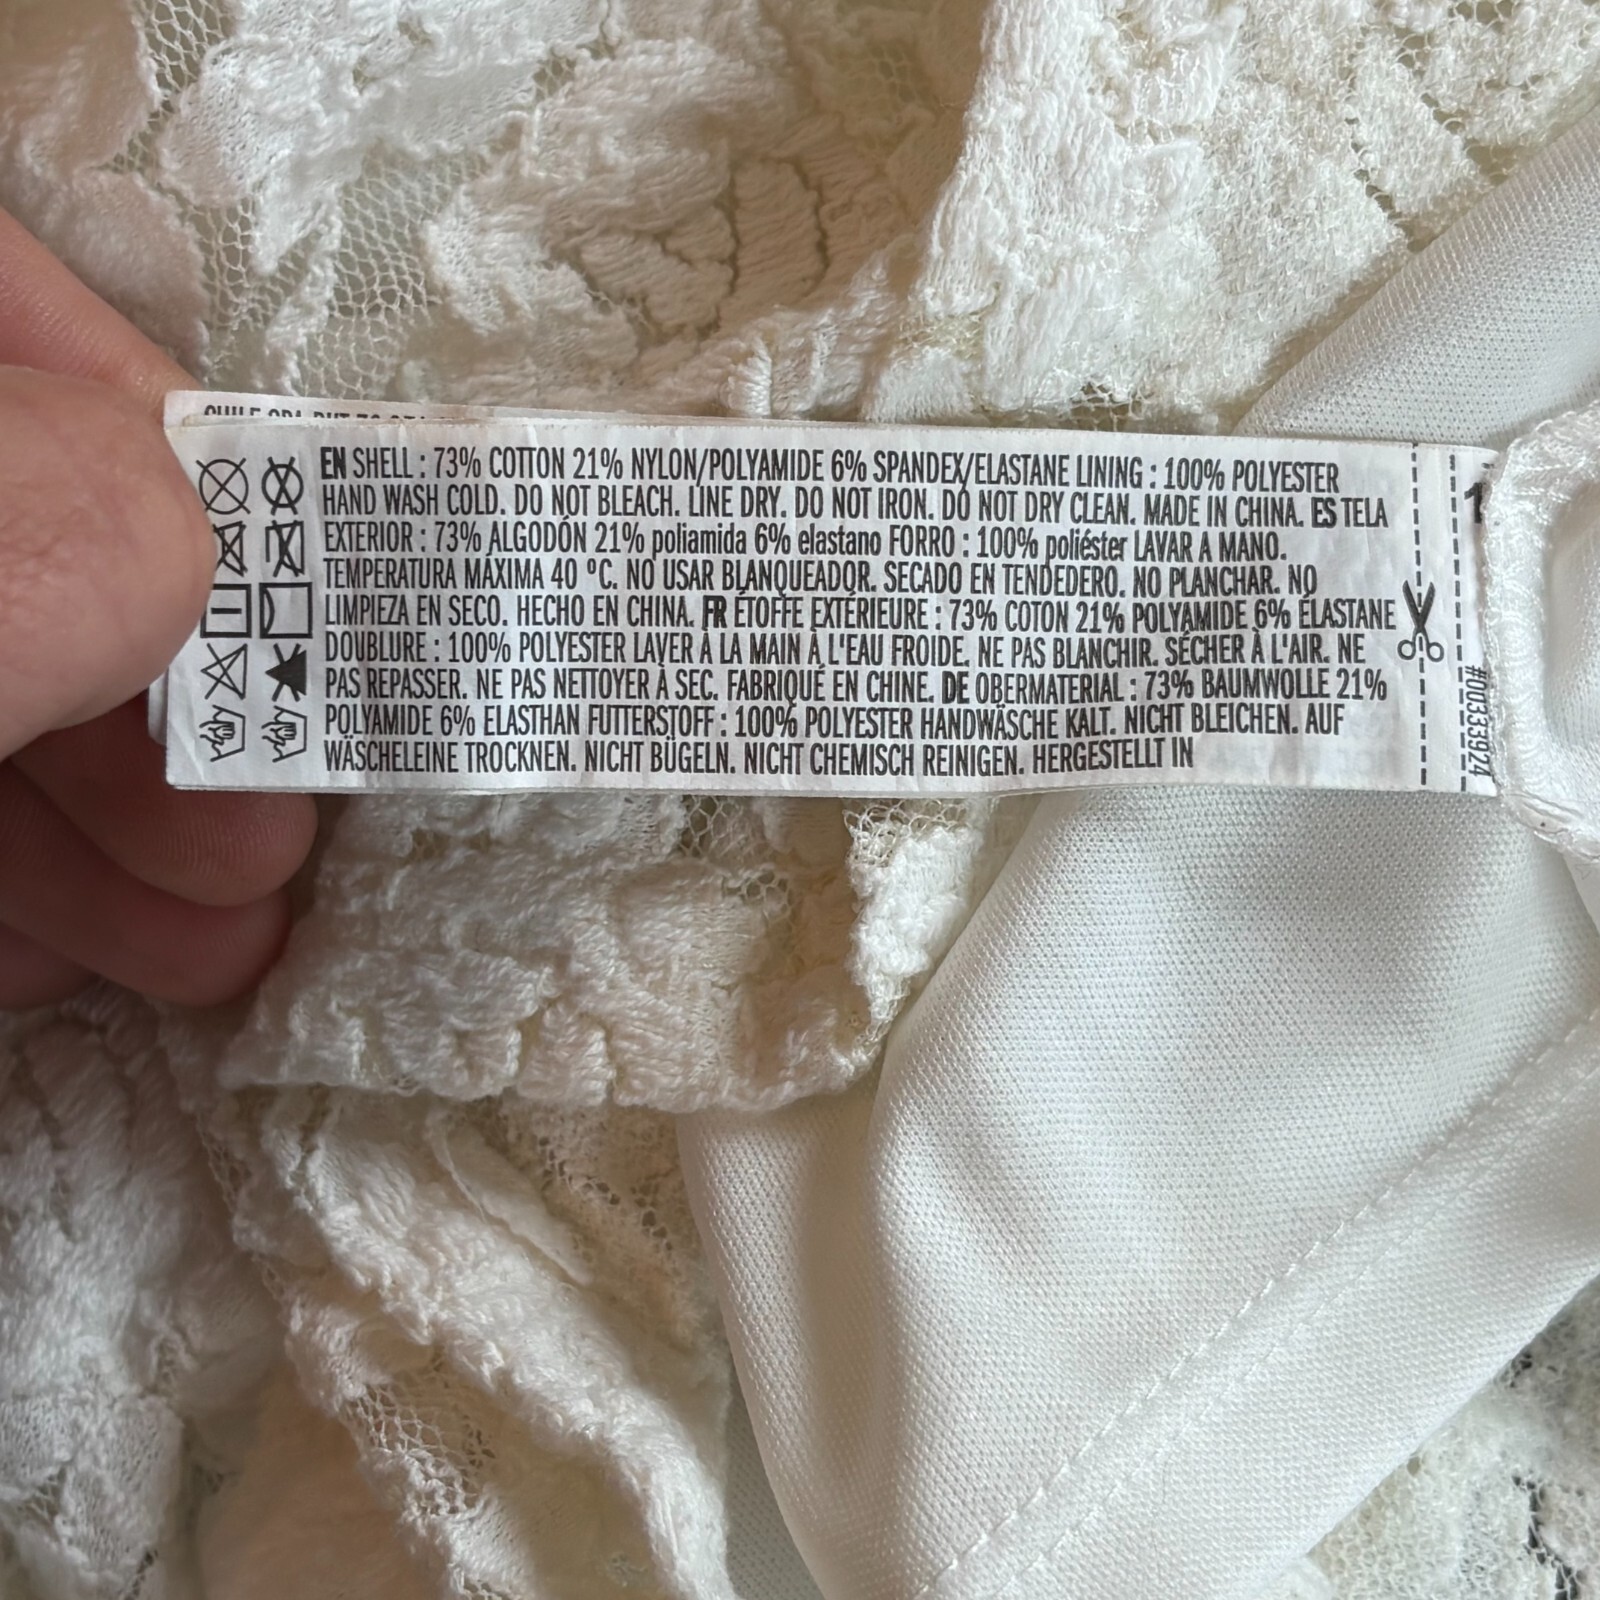 EN SHELL : 73% COTTON 21% NYLON/POLYAMIDE 6% SPANDEX/ELASTANE LINING : 100% POLYESTER
HAND WASH COLD. DO NOT BLEACH. LINE DRY. DO NOT IRON. DO NOT DRY CLEAN. MADE IN CHINA. ES TELA
EXTERIOR : 73% ALGODÓN 21% poliamida 6% elastano FORRO : 100% poliéster LAVAR A MANO.
TEMPERATURA MÁXIMA 40 ºC. NO USAR BLANQUEADOR. SECADO EN TENDEDERO. NO PLANCHAR. NO
LIMPIEZA EN SECO. HECHO EN CHINA. FR ÉTOFFE EXTÉRIEURE : 73% COTON 21% POLYAMIDE 6% ÉLASTANE
DOUBLURE : 100% POLYESTER LAVER À LA MAIN À L'EAU FROIDE. NE PAS BLANCHIR. SÉCHER À L'AIR. NE
PAS REPASSER. NE PAS NETTOYER À SEC. FABRIQUÉ EN CHINE. DE OBERMATERIAL : 73% BAUMWOLLE 21%
POLYAMIDE 6% ELASTHAN FUTTERSTOFF : 100% POLYESTER HANDWÄSCHE KALT. NICHT BLEICHEN. AUF
WÄSCHELEINE TROCKNEN. NICHT BÜGELN. NICHT CHEMISCH REINIGEN. HERGESTELLT IN
#00333924